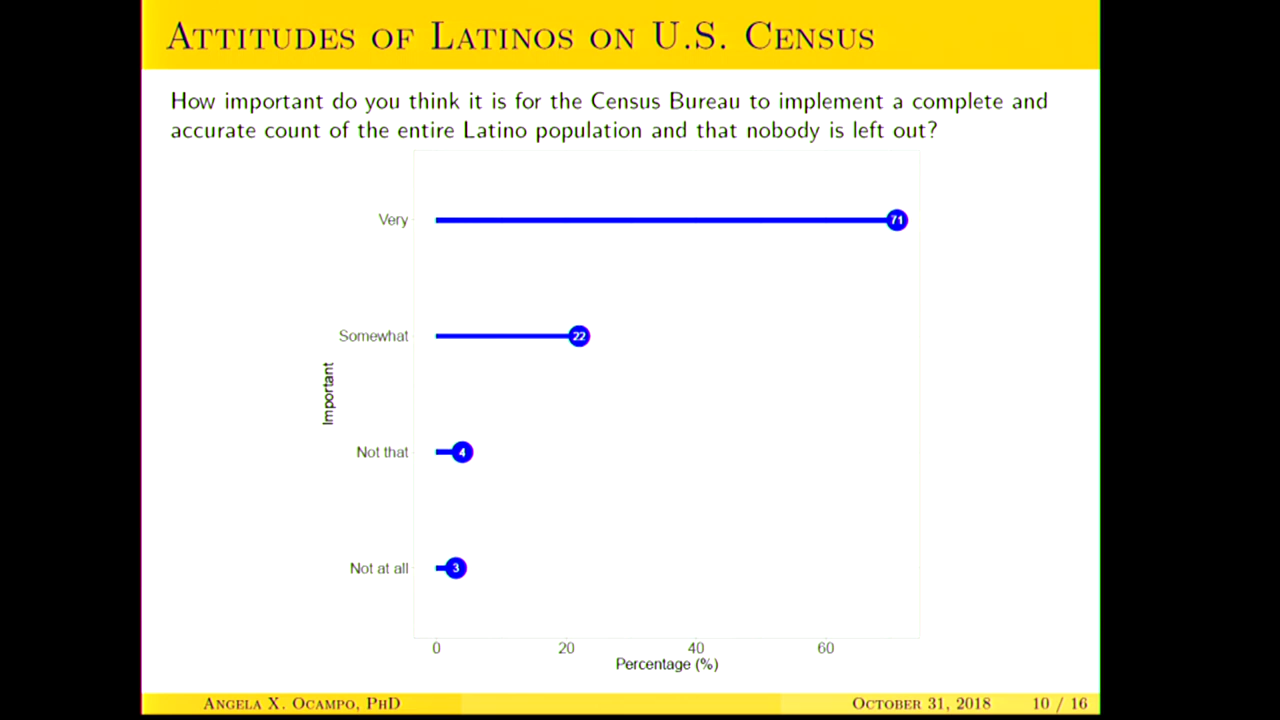 Attitudes of Latinos on U.S. Census
How important do you think it is for the Census Bureau to implement a complete and
accurate count of the entire Latino population and that nobody is left out?
Very
71
Somewhat
22
Important
Not that
4
Not at all
3
0 20 40 60
Percentage (%)
Angela X. Ocampo, PhD October 31, 2018 10 / 16